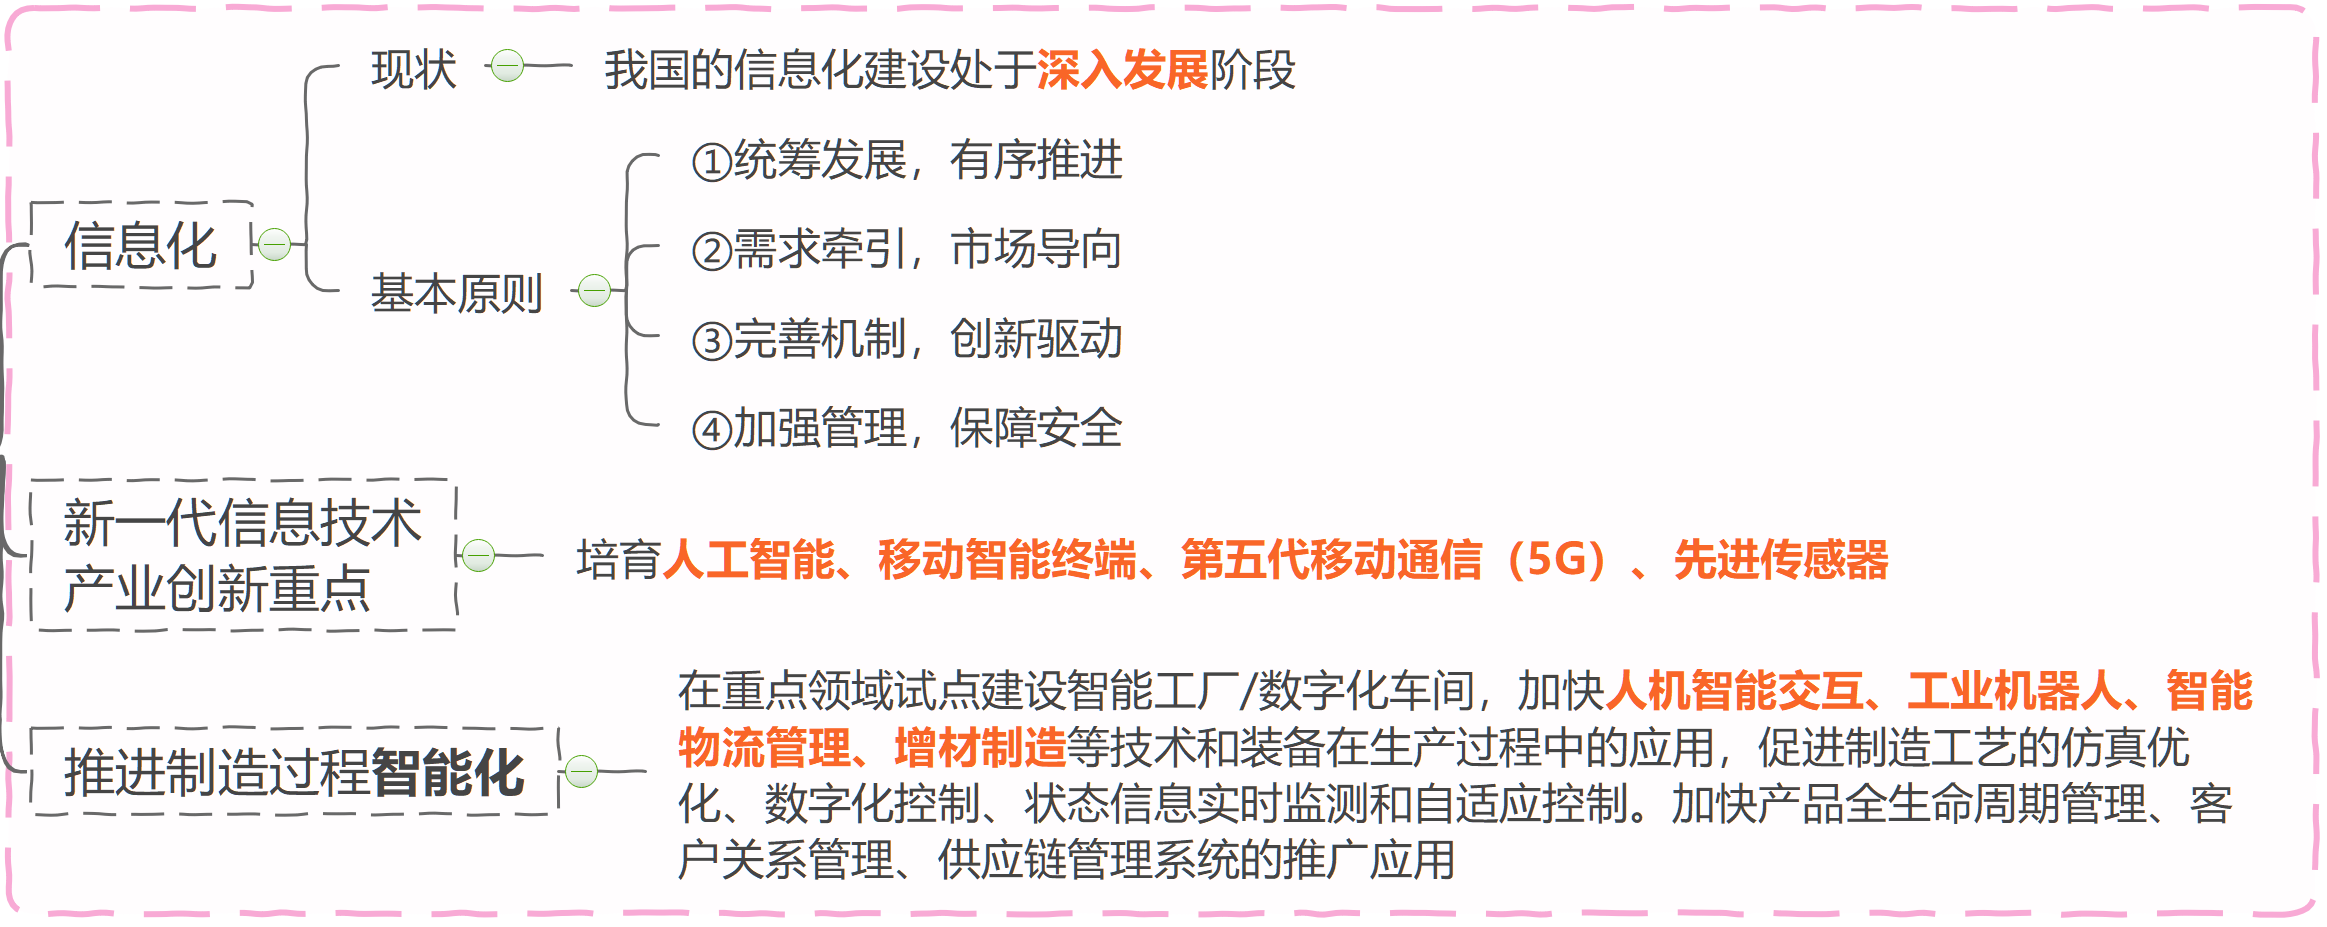 信息化
现状
我国的信息化建设处于深入发展阶段
基本原则
①统筹发展，有序推进
②需求牵引，市场导向
③完善机制，创新驱动
④加强管理，保障安全
新一代信息技术
产业创新重点
培育人工智能、移动智能终端、第五代移动通信（5G）、先进传感器
推进制造过程智能化
在重点领域试点建设智能工厂/数字化车间，加快人机智能交互、工业机器人、智能
物流管理、增材制造等技术和装备在生产过程中的应用，促进制造工艺的仿真优
化、数字化控制、状态信息实时监测和自适应控制。加快产品全生命周期管理、客
户关系管理、供应链管理系统的推广应用